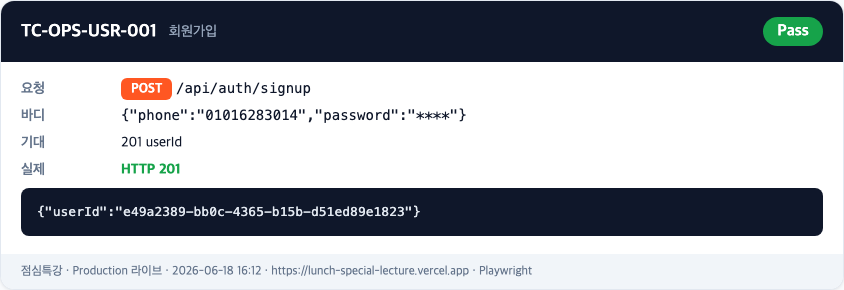 TC-OPS-USR-001 회원가입 Pass
요청 POST /api/auth/signup
바디 {"phone":"01016283014","password":"****"}
기대 201 userId
실제 HTTP 201
{"userId":"e49a2389-bb0c-4365-b15b-d51ed89e1823"}
점심특강 · Production 라이브 · 2026-06-18 16:12 · https://lunch-special-lecture.vercel.app · Playwright